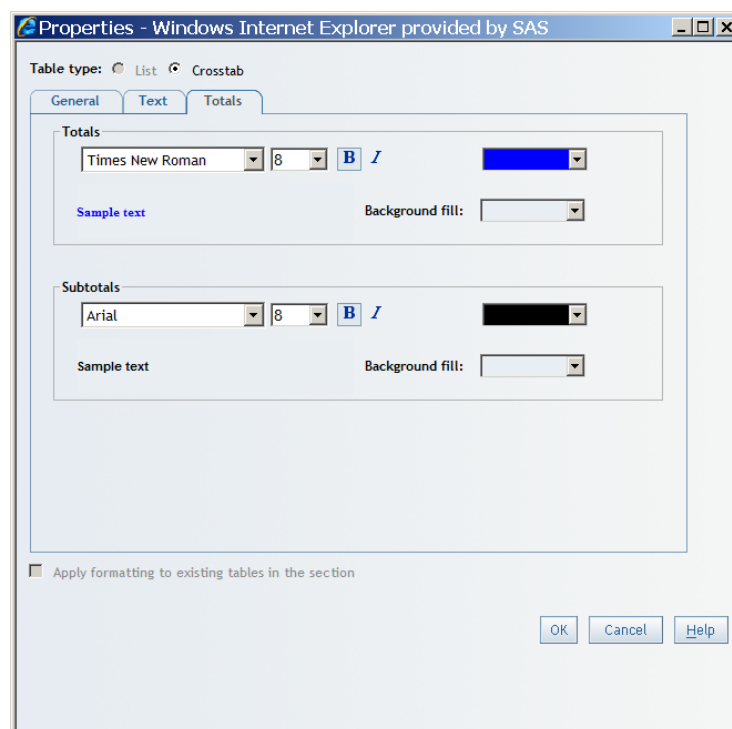 Properties - Windows Internet Explorer provided by SAS
Table type: List Crosstab
General Text Totals
Totals
Times New Roman 8 B I
Sample text Background fill:
Subtotals
Arial 8 B I
Sample text Background fill:
Apply formatting to existing tables in the section
OK Cancel Help